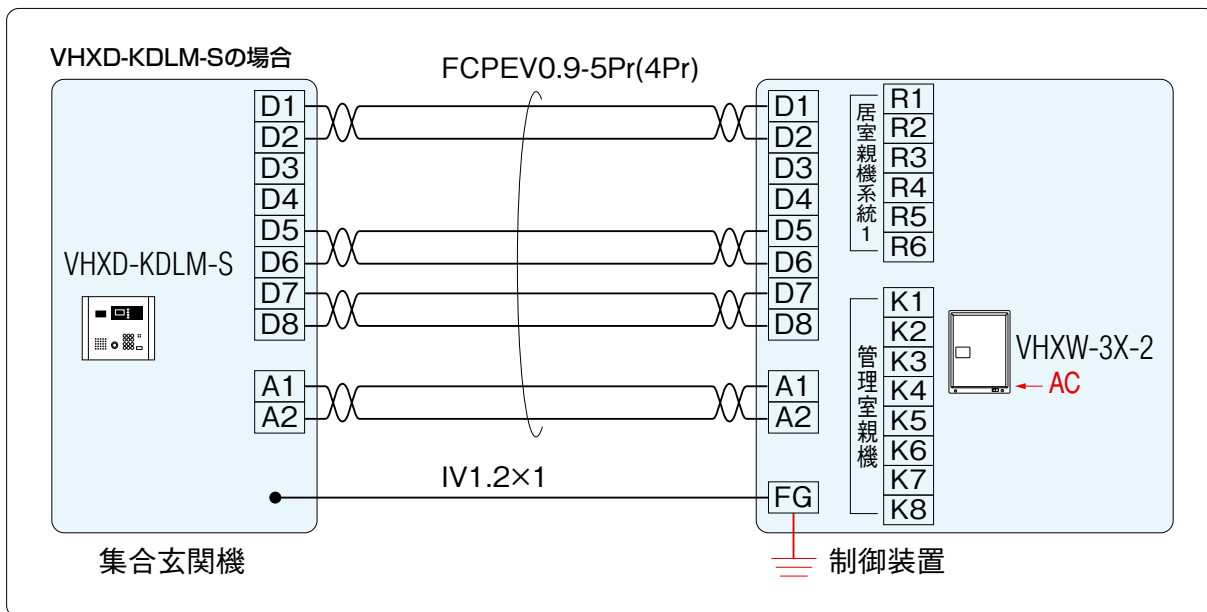 VHXD-KDLM-Sの場合
FCPEV0.9-5Pr(4Pr)
VHXD-KDLM-S
D1
D2
D3
D4
D5
D6
D7
D8
A1
A2
IV1.2×1
集合玄関機
D1
D2
D3
D4
D5
D6
D7
D8
A1
A2
FG
居室親機系統1
R1
R2
R3
R4
R5
R6
管理室親機
K1
K2
K3
K4
K5
K6
K7
K8
VHXW-3X-2
AC
制御装置